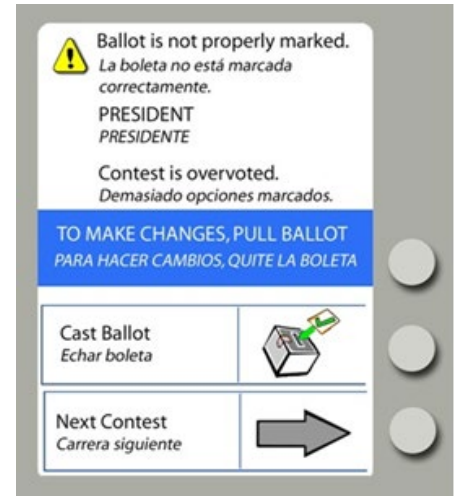 Ballot is not properly marked.
La boleta no está marcada
correctamente.
PRESIDENT
PRESIDENTE
Contest is overvoted.
Demasiado opciones marcados.
TO MAKE CHANGES, PULL BALLOT
PARA HACER CAMBIOS, QUITE LA BOLETA
Cast Ballot
Echar boleta
Next Contest
Carrera siguiente